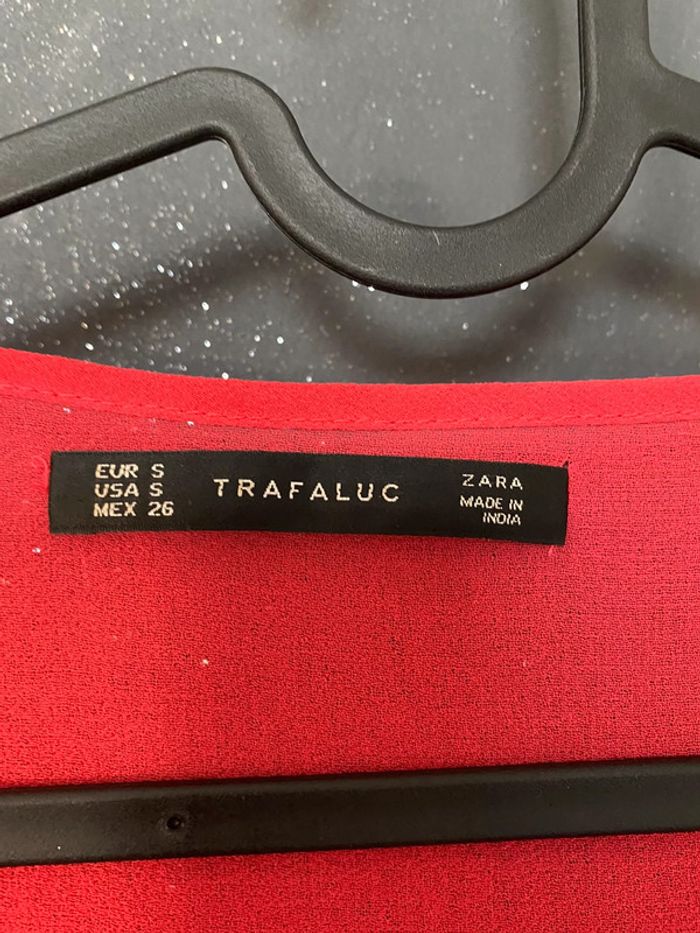 EUR S
USA S
MEX 26
TRAFALUC
ZARA
MADE IN
INDIA